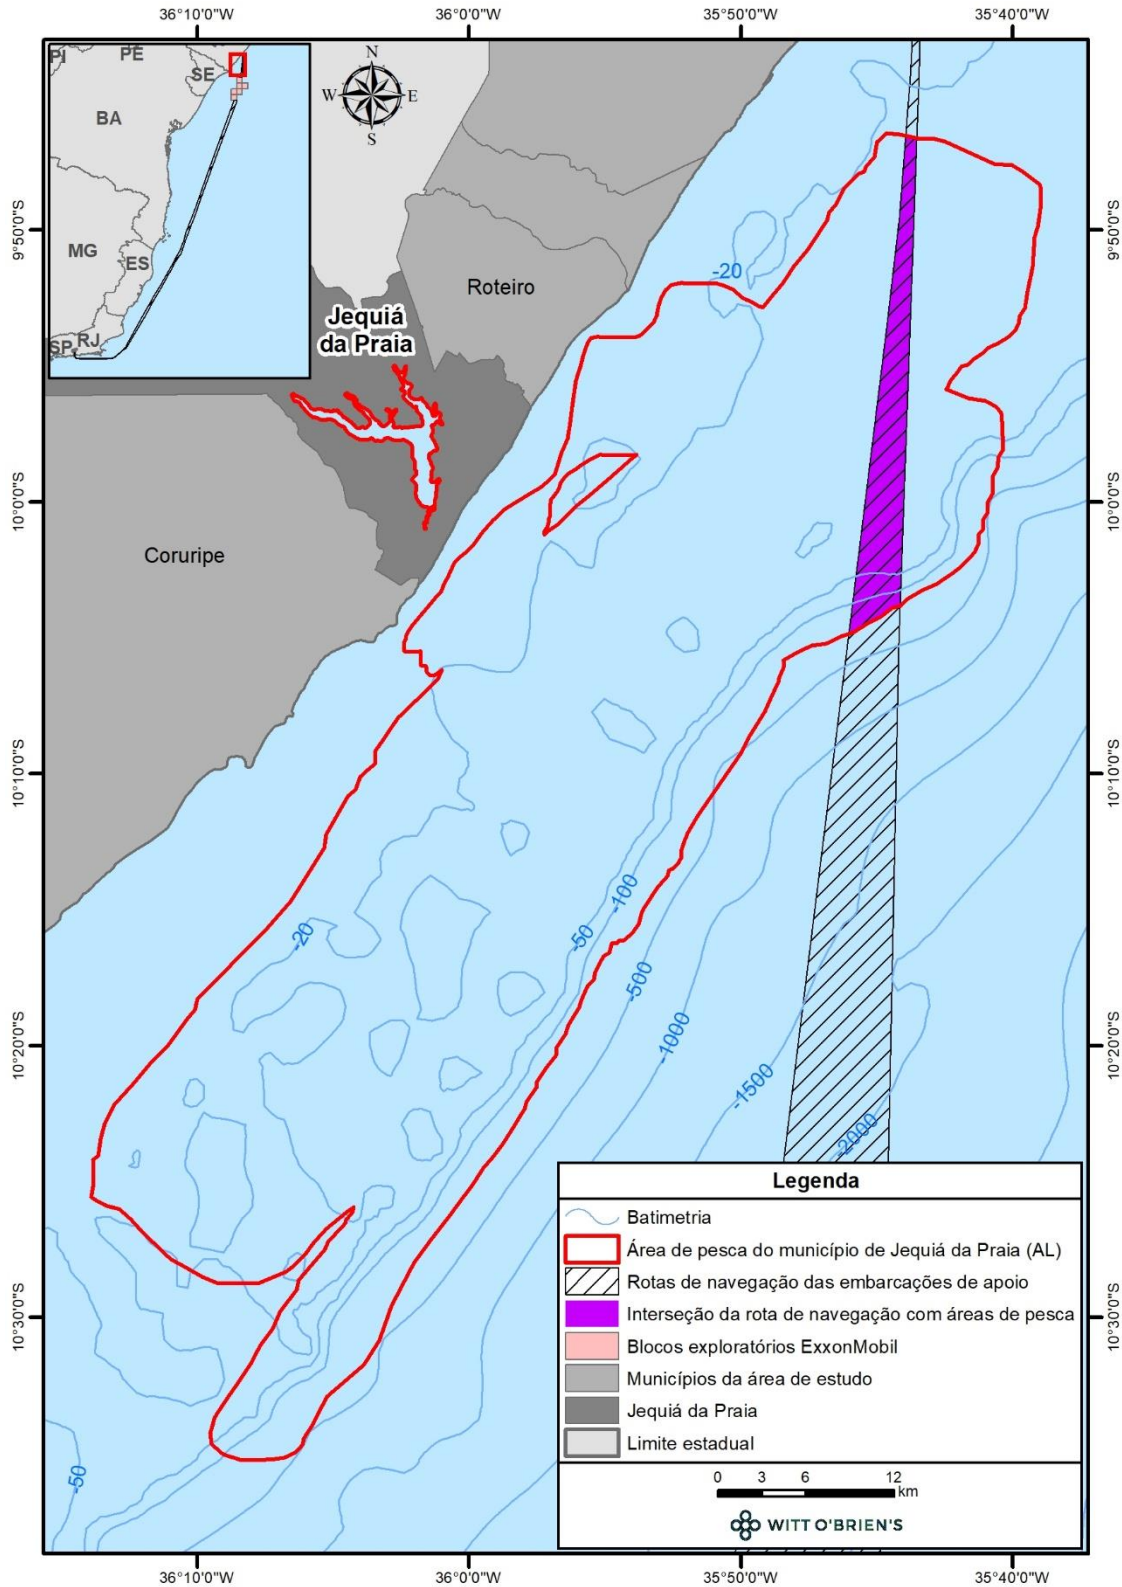 36°10'0"W
36°0'0"W
35°50'0"W
35°40'0"W
PI
PE
SE
BA
MG
ES
RJ
SP
N
W
E
S
9°50'0"S
9°50'0"S
-20
Roteiro
Jequiá
da Praia
10°0'0"S
10°0'0"S
Coruripe
10°10'0"S
10°10'0"S
-100
-20
-50
-500
-1000
-1500
-2000
10°20'0"S
10°20'0"S
10°30'0"S
10°30'0"S
-50
Legenda
Batimetria
Área de pesca do município de Jequiá da Praia (AL)
Rotas de navegação das embarcações de apoio
Interseção da rota de navegação com áreas de pesca
Blocos exploratórios ExxonMobil
Municípios da área de estudo
Jequiá da Praia
Limite estadual
0 3 6 12
km
WITT O'BRIEN'S
36°10'0"W
36°0'0"W
35°50'0"W
35°40'0"W